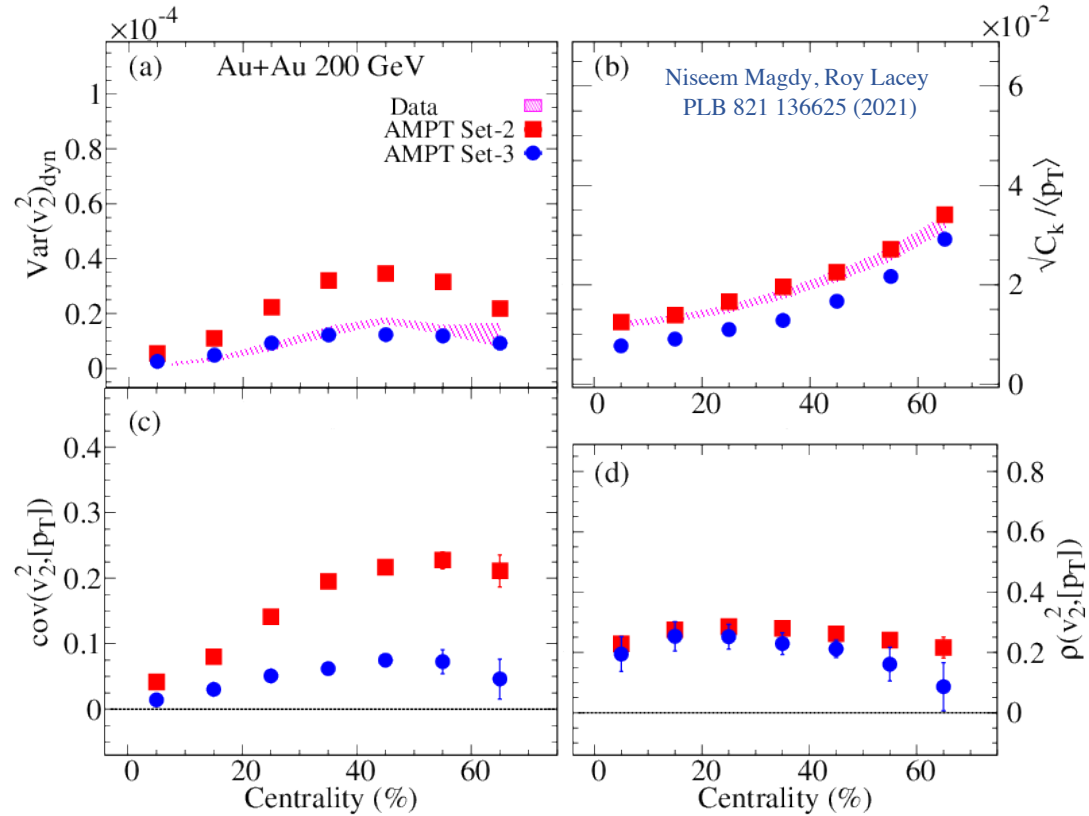 ×10⁻⁴
(a) Au+Au 200 GeV
Data
AMPT Set-2
AMPT Set-3
Var(v₂²)dyn
1
0.8
0.6
0.4
0.2
0
×10⁻²
(b)
Niseem Magdy, Roy Lacey
PLB 821 136625 (2021)
√Cₖ /⟨pT⟩
6
4
2
0
0 20 40 60
(c)
cov(v₂²,[pT])
0.4
0.3
0.2
0.1
0
0 20 40 60
Centrality (%)
(d)
ρ(v₂²,[pT])
0.8
0.6
0.4
0.2
0
0 20 40 60
Centrality (%)